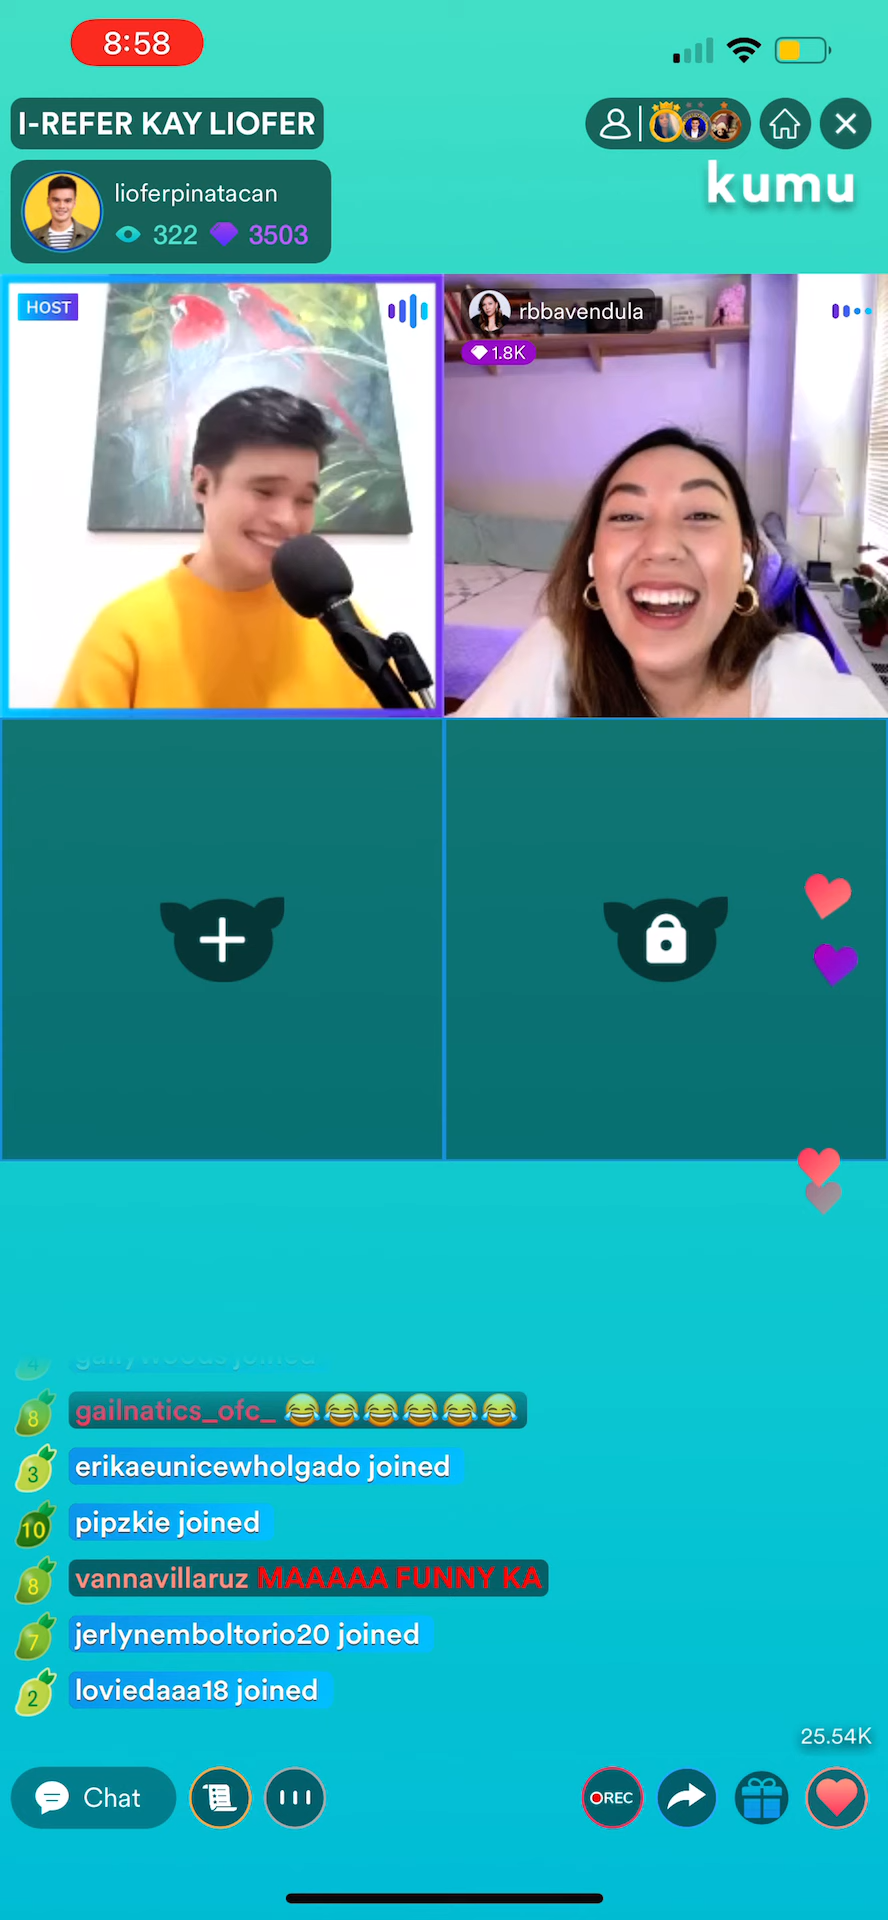 8:58
I-REFER KAY LIOFER
lioferpinatacan
322 3503
kumu
HOST
rbbavendula
1.8K
8 gailnatics_ofc_ 😂😂😂😂😂😂
3 erikaeunicewholgado joined
10 pipzkie joined
8 vannavillaruz MAAAAA FUNNY KA
7 jerlynemboltorio20 joined
2 loviedaaa18 joined
25.54K
Chat
REC